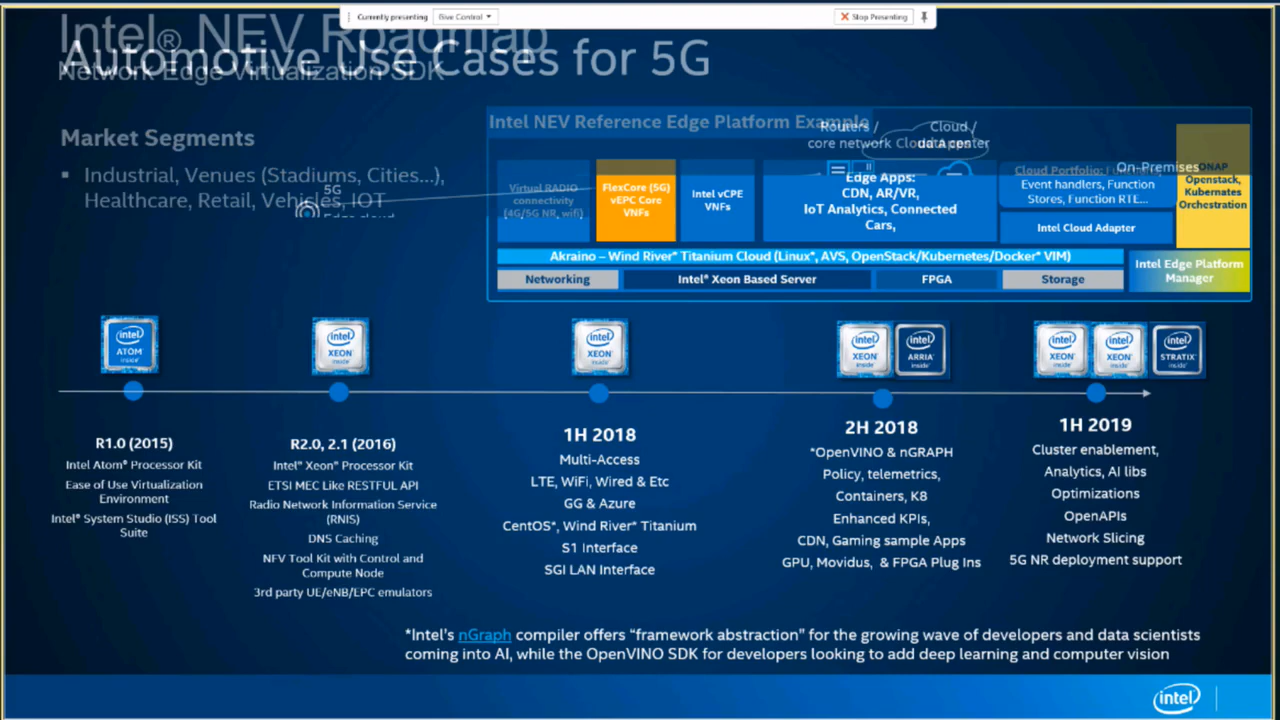 Currently presenting
Give Control
Stop Presenting
Intel® NEV Roadmap
Automotive Use Cases for 5G
Network Edge Virtualization SDK
Market Segments
Industrial, Venues (Stadiums, Cities...),
Healthcare, Retail, Vehicles, IOT
5G
Edge cloud
Intel NEV Reference Edge Platform Example
Routers /
core network
Cloud /
data center
On-Premises
Virtual RADIO
connectivity
(4G/5G NR, wifi)
FlexCore (5G)
vEPC Core
VNFs
Intel vCPE
VNFs
Edge Apps:
CDN, AR/VR,
IoT Analytics, Connected
Cars,
Cloud Portfolio:
Event handlers, Function
Stores, Function RTE...
Intel Cloud Adapter
ONAP
Openstack,
Kubernates
Orchestration
Akraino – Wind River* Titanium Cloud (Linux*, AVS, OpenStack/Kubernetes/Docker* VIM)
Networking
Intel® Xeon Based Server
FPGA
Storage
Intel Edge Platform
Manager
intel
ATOM
inside
intel
XEON
inside
intel
XEON
inside
intel
XEON
inside
intel
ARRIA
inside
intel
XEON
inside
intel
XEON
inside
intel
STRATIX
inside
R1.0 (2015)
Intel Atom® Processor Kit
Ease of Use Virtualization
Environment
Intel® System Studio (ISS) Tool
Suite
R2.0, 2.1 (2016)
Intel® Xeon® Processor Kit
ETSI MEC Like RESTFUL API
Radio Network Information Service
(RNIS)
DNS Caching
NFV Tool Kit with Control and
Compute Node
3rd party UE/eNB/EPC emulators
1H 2018
Multi-Access
LTE, WiFi, Wired & Etc
GG & Azure
CentOS*, Wind River* Titanium
S1 Interface
SGI LAN Interface
2H 2018
*OpenVINO & nGRAPH
Policy, telemetrics,
Containers, K8
Enhanced KPIs,
CDN, Gaming sample Apps
GPU, Movidus, & FPGA Plug Ins
1H 2019
Cluster enablement,
Analytics, AI libs
Optimizations
OpenAPIs
Network Slicing
5G NR deployment support
*Intel's nGraph compiler offers “framework abstraction” for the growing wave of developers and data scientists
coming into AI, while the OpenVINO SDK for developers looking to add deep learning and computer vision
intel